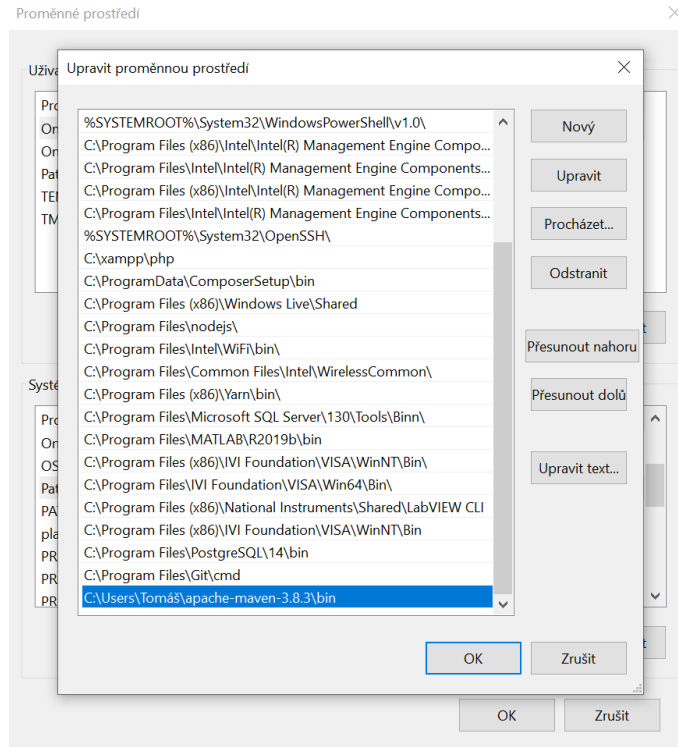 Proměnné prostředí
Upravit proměnnou prostředí
%SYSTEMROOT%\System32\WindowsPowerShell\v1.0\
C:\Program Files (x86)\Intel\Intel(R) Management Engine Compo...
C:\Program Files\Intel\Intel(R) Management Engine Components...
C:\Program Files (x86)\Intel\Intel(R) Management Engine Compo...
C:\Program Files\Intel\Intel(R) Management Engine Components...
%SYSTEMROOT%\System32\OpenSSH\
C:\xampp\php
C:\ProgramData\ComposerSetup\bin
C:\Program Files (x86)\Windows Live\Shared
C:\Program Files\nodejs\
C:\Program Files\Intel\WiFi\bin\
C:\Program Files\Common Files\Intel\WirelessCommon\
C:\Program Files (x86)\Yarn\bin\
C:\Program Files\Microsoft SQL Server\130\Tools\Binn\
C:\Program Files\MATLAB\R2019b\bin
C:\Program Files (x86)\IVI Foundation\VISA\WinNT\Bin\
C:\Program Files\IVI Foundation\VISA\Win64\Bin\
C:\Program Files (x86)\National Instruments\Shared\LabVIEW CLI
C:\Program Files (x86)\IVI Foundation\VISA\WinNT\Bin
C:\Program Files\PostgreSQL\14\bin
C:\Program Files\Git\cmd
C:\Users\Tomáš\apache-maven-3.8.3\bin
Nový
Upravit
Procházet...
Odstranit
Přesunout nahoru
Přesunout dolů
Upravit text...
OK
Zrušit
OK
Zrušit